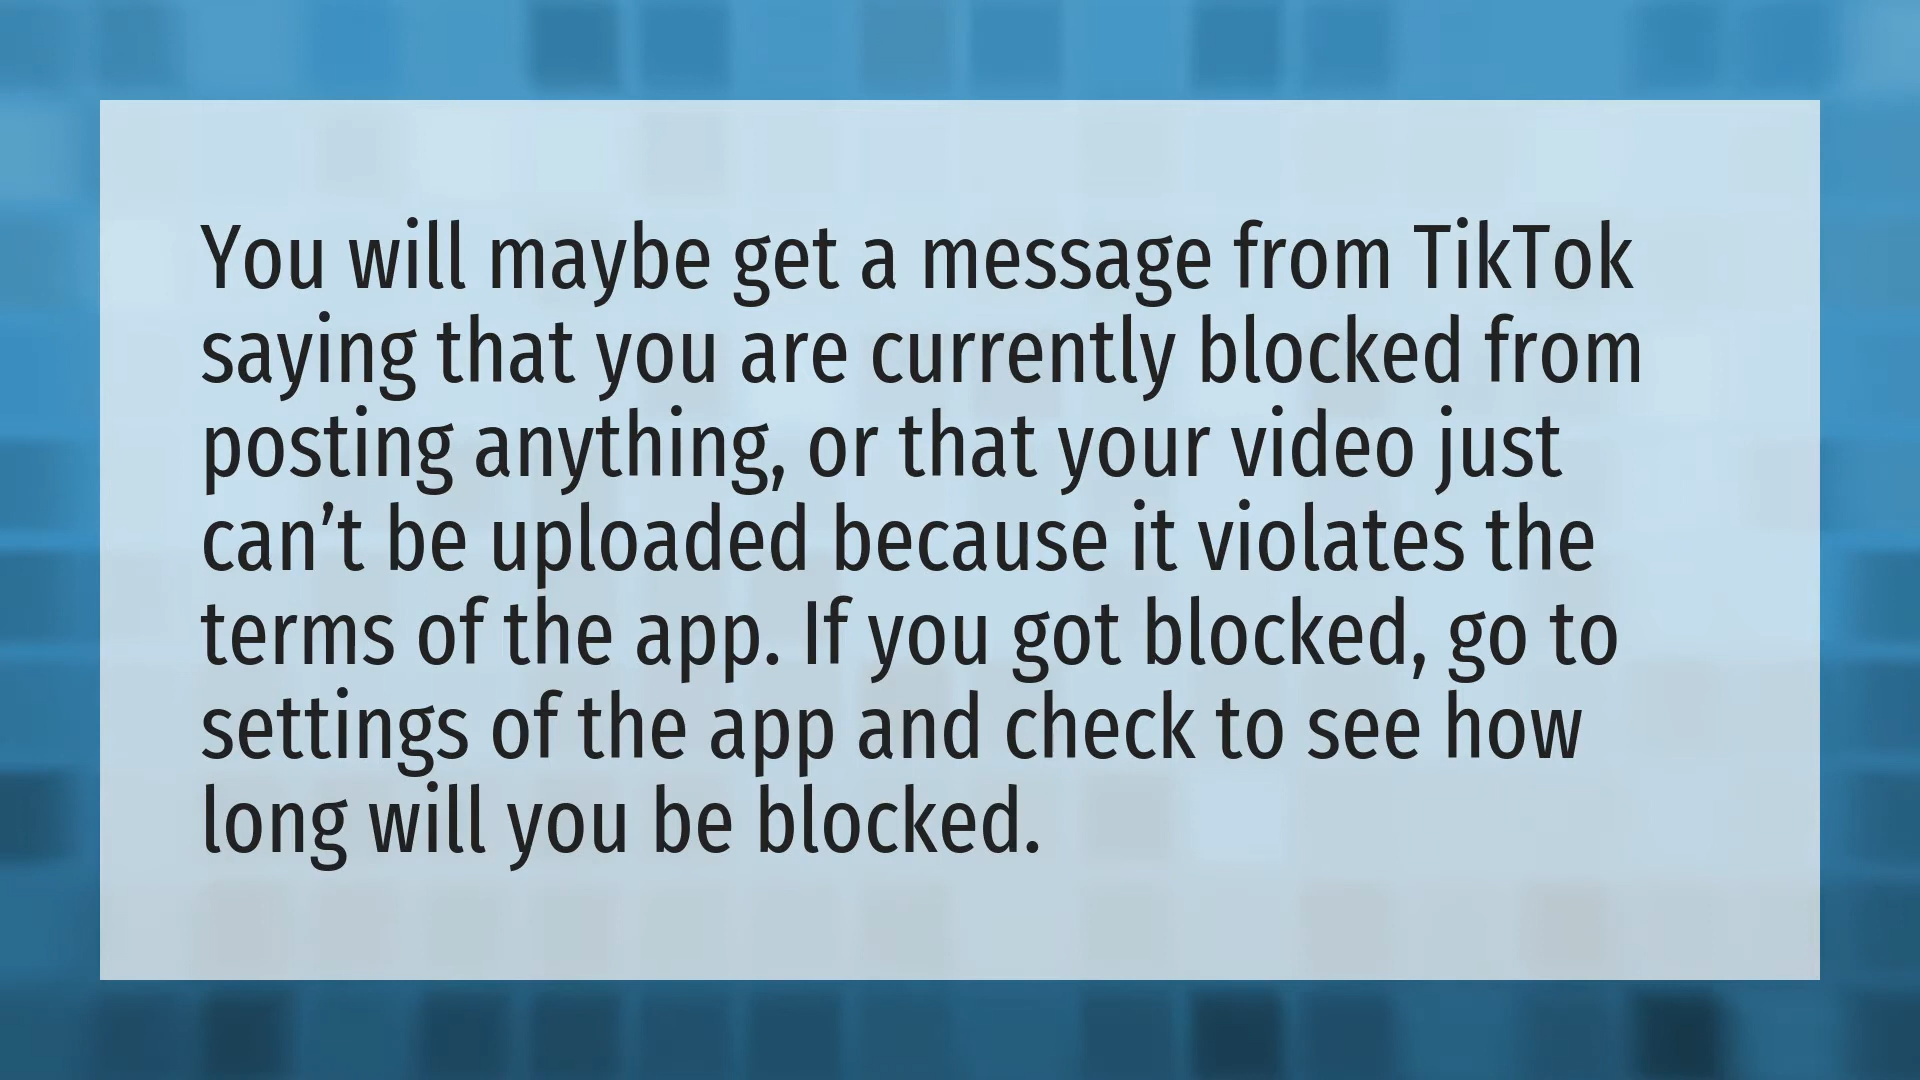 You will maybe get a message from TikTok
saying that you are currently blocked from
posting anything, or that your video just
can’t be uploaded because it violates the
terms of the app. If you got blocked, go to
settings of the app and check to see how
long will you be blocked.